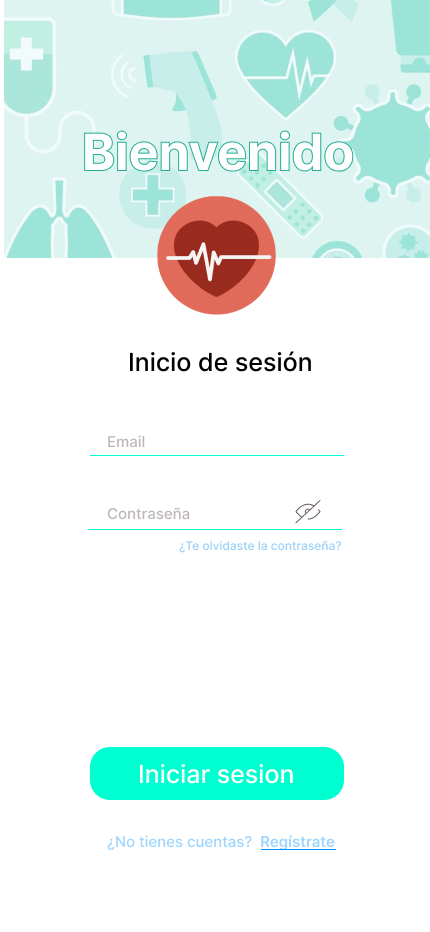 Bienvenido
Inicio de sesión
Email
Contraseña
¿Te olvidaste la contraseña?
Iniciar sesion
¿No tienes cuentas? Regístrate